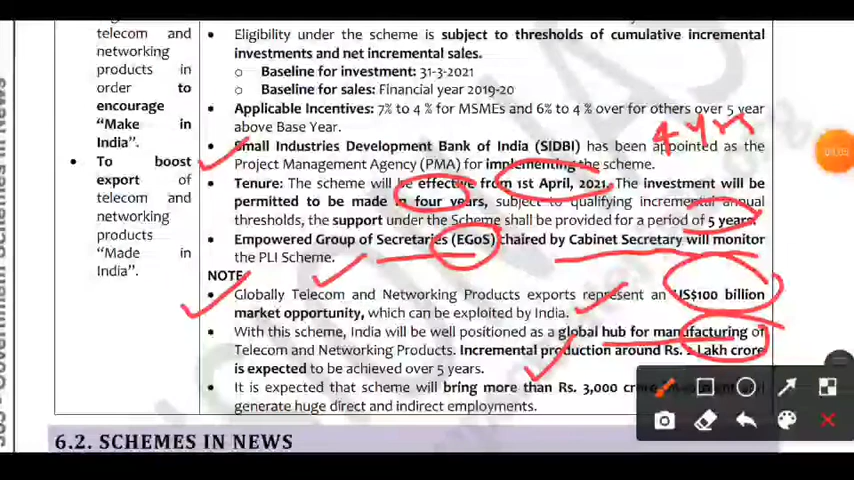 telecom and
networking
products in
order to
encourage
"Make in
India".
To boost
export of
telecom and
networking
products
"Made in
India".
Eligibility under the scheme is subject to thresholds of cumulative incremental
investments and net incremental sales.
Baseline for investment: 31-3-2021
Baseline for sales: Financial year 2019-20
Applicable Incentives: 7% to 4 % for MSMEs and 6% to 4 % over for others over 5 year
above Base Year.
Small Industries Development Bank of India (SIDBI) has been appointed as the
Project Management Agency (PMA) for implementing the scheme.
Tenure: The scheme will be effective from 1st April, 2021. The investment will be
permitted to be made in four years, subject to qualifying incremental annual
thresholds, the support under the Scheme shall be provided for a period of 5 years.
Empowered Group of Secretaries (EGoS) chaired by Cabinet Secretary will monitor
the PLI Scheme.
NOTE:
Globally Telecom and Networking Products exports represent an US$100 billion
market opportunity, which can be exploited by India.
With this scheme, India will be well positioned as a global hub for manufacturing of
Telecom and Networking Products. Incremental production around Rs. Lakh crore
is expected to be achieved over 5 years.
It is expected that scheme will bring more than Rs. 3,000
generate huge direct and indirect employments.
6.2. SCHEMES IN NEWS